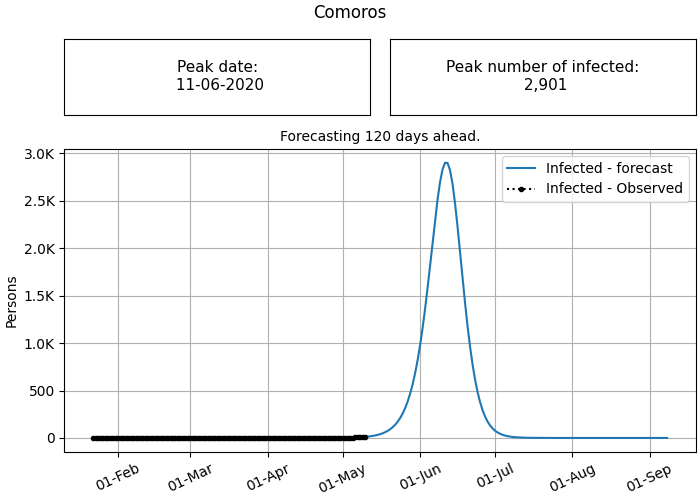 Comoros
Peak date:
11-06-2020
Peak number of infected:
2,901
Forecasting 120 days ahead.
3.0K
2.5K
2.0K
1.5K
1.0K
500
0
Persons
Infected - forecast
Infected - Observed
01-Feb
01-Mar
01-Apr
01-May
01-Jun
01-Jul
01-Aug
01-Sep